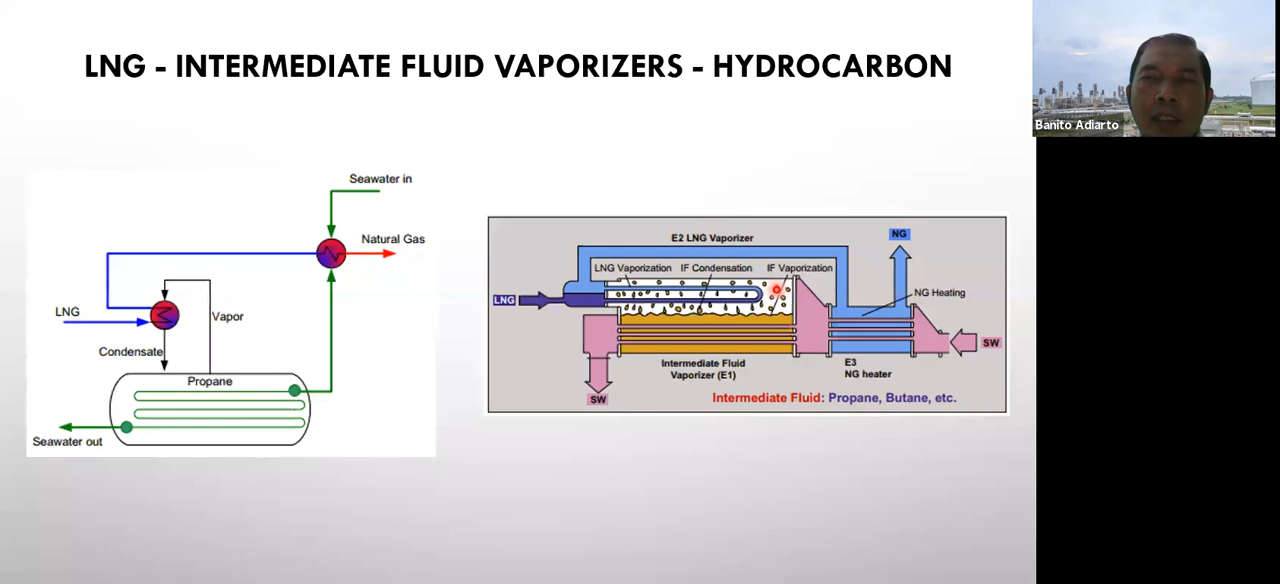 LNG - INTERMEDIATE FLUID VAPORIZERS - HYDROCARBON
Banito Adiarto
Seawater in
Natural Gas
LNG
Vapor
Condensate
Propane
Seawater out
E2 LNG Vaporizer
NG
LNG Vaporization
IF Condensation
IF Vaporization
LNG
NG Heating
SW
Intermediate Fluid
Vaporizer (E1)
E3
NG heater
SW
Intermediate Fluid: Propane, Butane, etc.